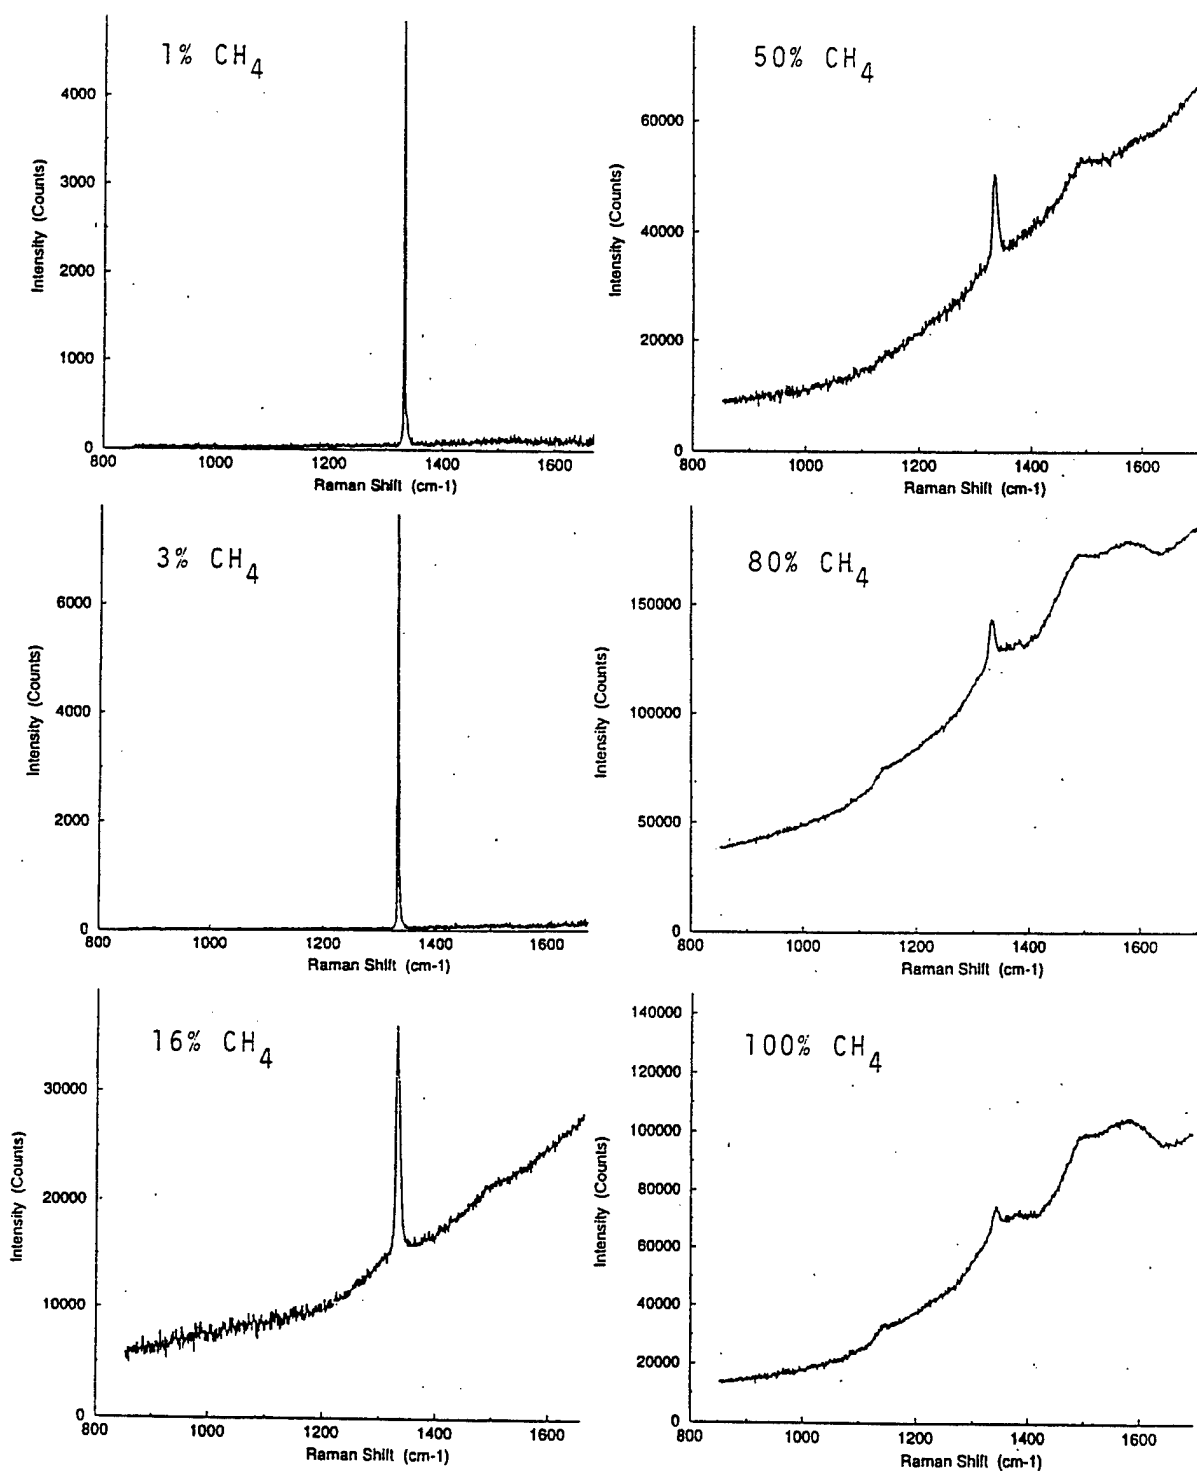 1% CH4
Intensity (Counts)
4000
3000
2000
1000
0
800 1000 1200 1400 1600
Raman Shift (cm-1)
50% CH4
Intensity (Counts)
60000
40000
20000
0
800 1000 1200 1400 1600
Raman Shift (cm-1)
3% CH4
Intensity (Counts)
6000
4000
2000
0
800 1000 1200 1400 1600
Raman Shift (cm-1)
80% CH4
Intensity (Counts)
150000
100000
50000
0
800 1000 1200 1400 1600
Raman Shift (cm-1)
16% CH4
Intensity (Counts)
30000
20000
10000
0
800 1000 1200 1400 1600
Raman Shift (cm-1)
100% CH4
Intensity (Counts)
140000
120000
100000
80000
60000
40000
20000
0
800 1000 1200 1400 1600
Raman Shift (cm-1)